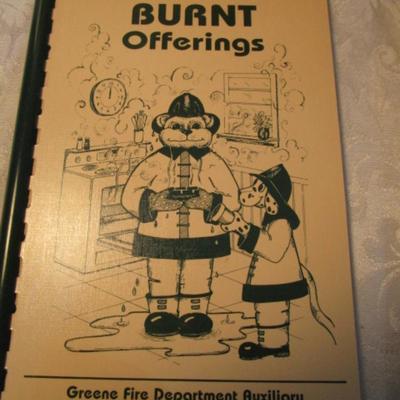 BURNT
Offerings
Greene Fire Department Auxiliary